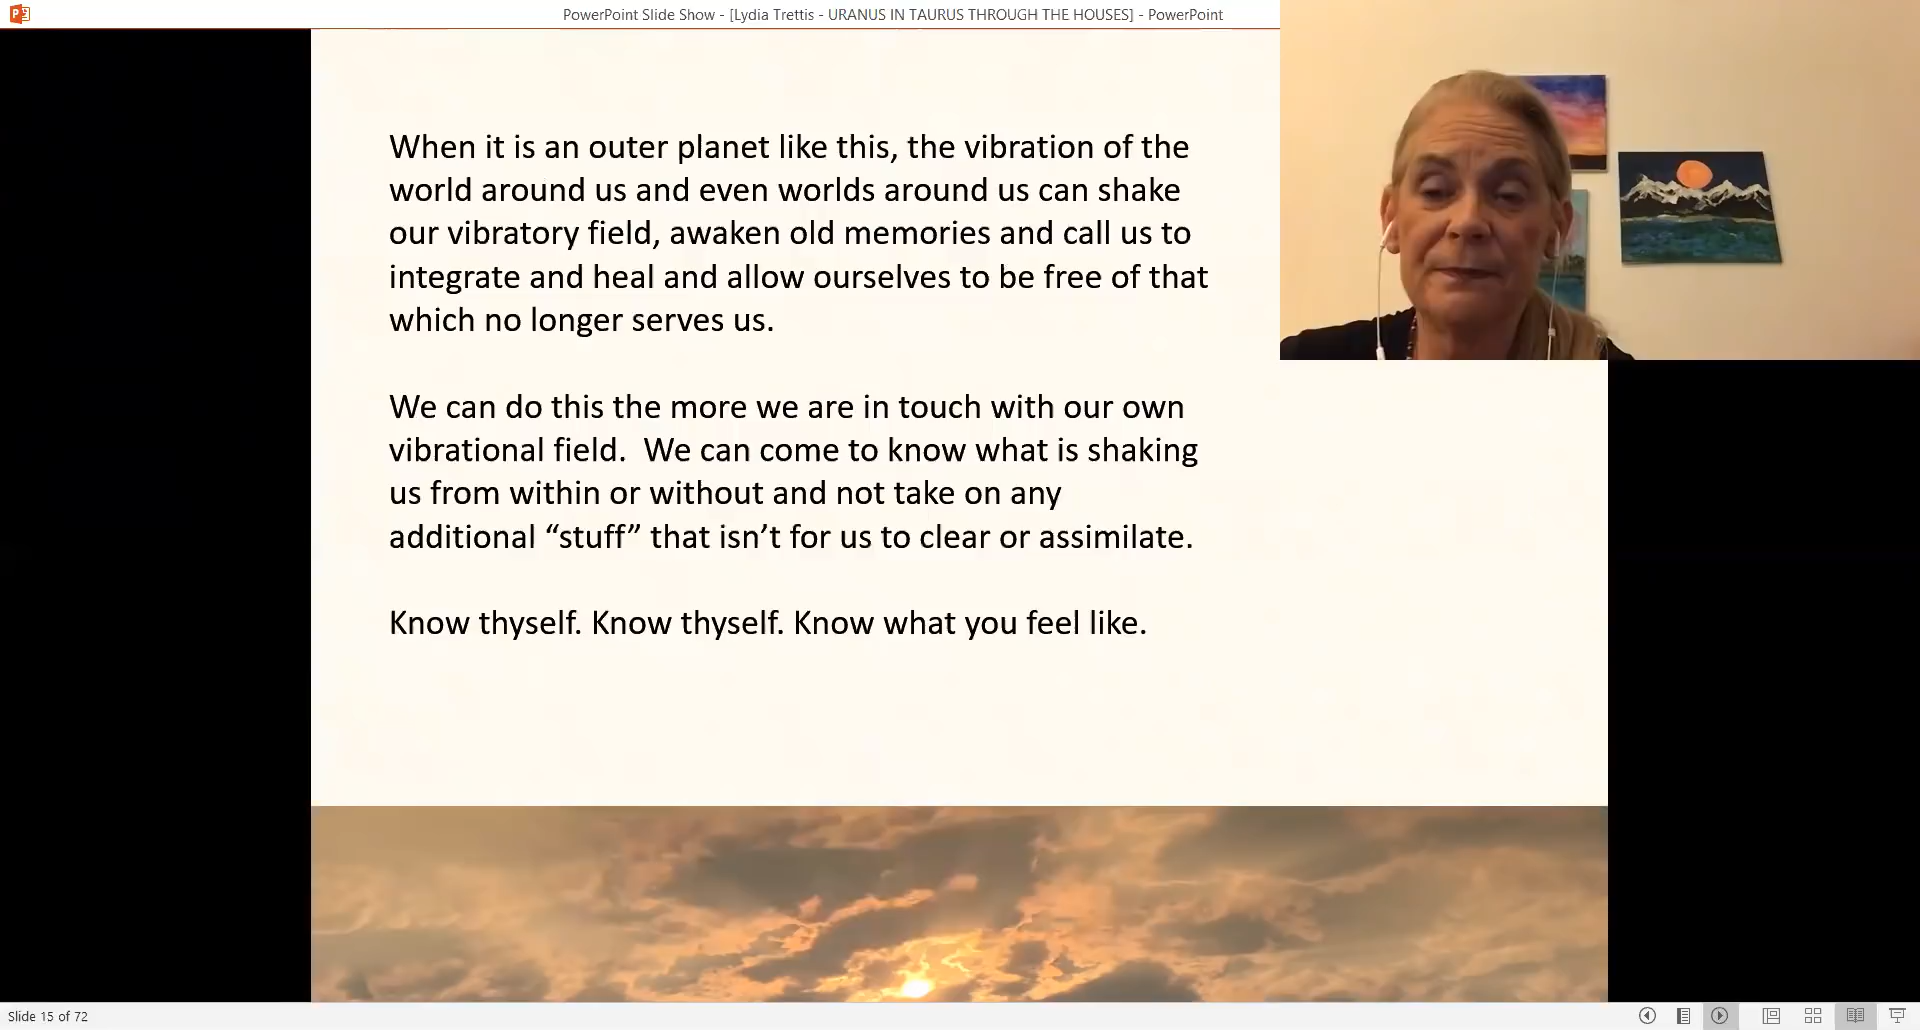 PowerPoint Slide Show - [Lydia Trettis - URANUS IN TAURUS THROUGH THE HOUSES] - PowerPoint
When it is an outer planet like this, the vibration of the
world around us and even worlds around us can shake
our vibratory field, awaken old memories and call us to
integrate and heal and allow ourselves to be free of that
which no longer serves us.
We can do this the more we are in touch with our own
vibrational field.  We can come to know what is shaking
us from within or without and not take on any
additional “stuff” that isn’t for us to clear or assimilate.
Know thyself. Know thyself. Know what you feel like.
Slide 15 of 72